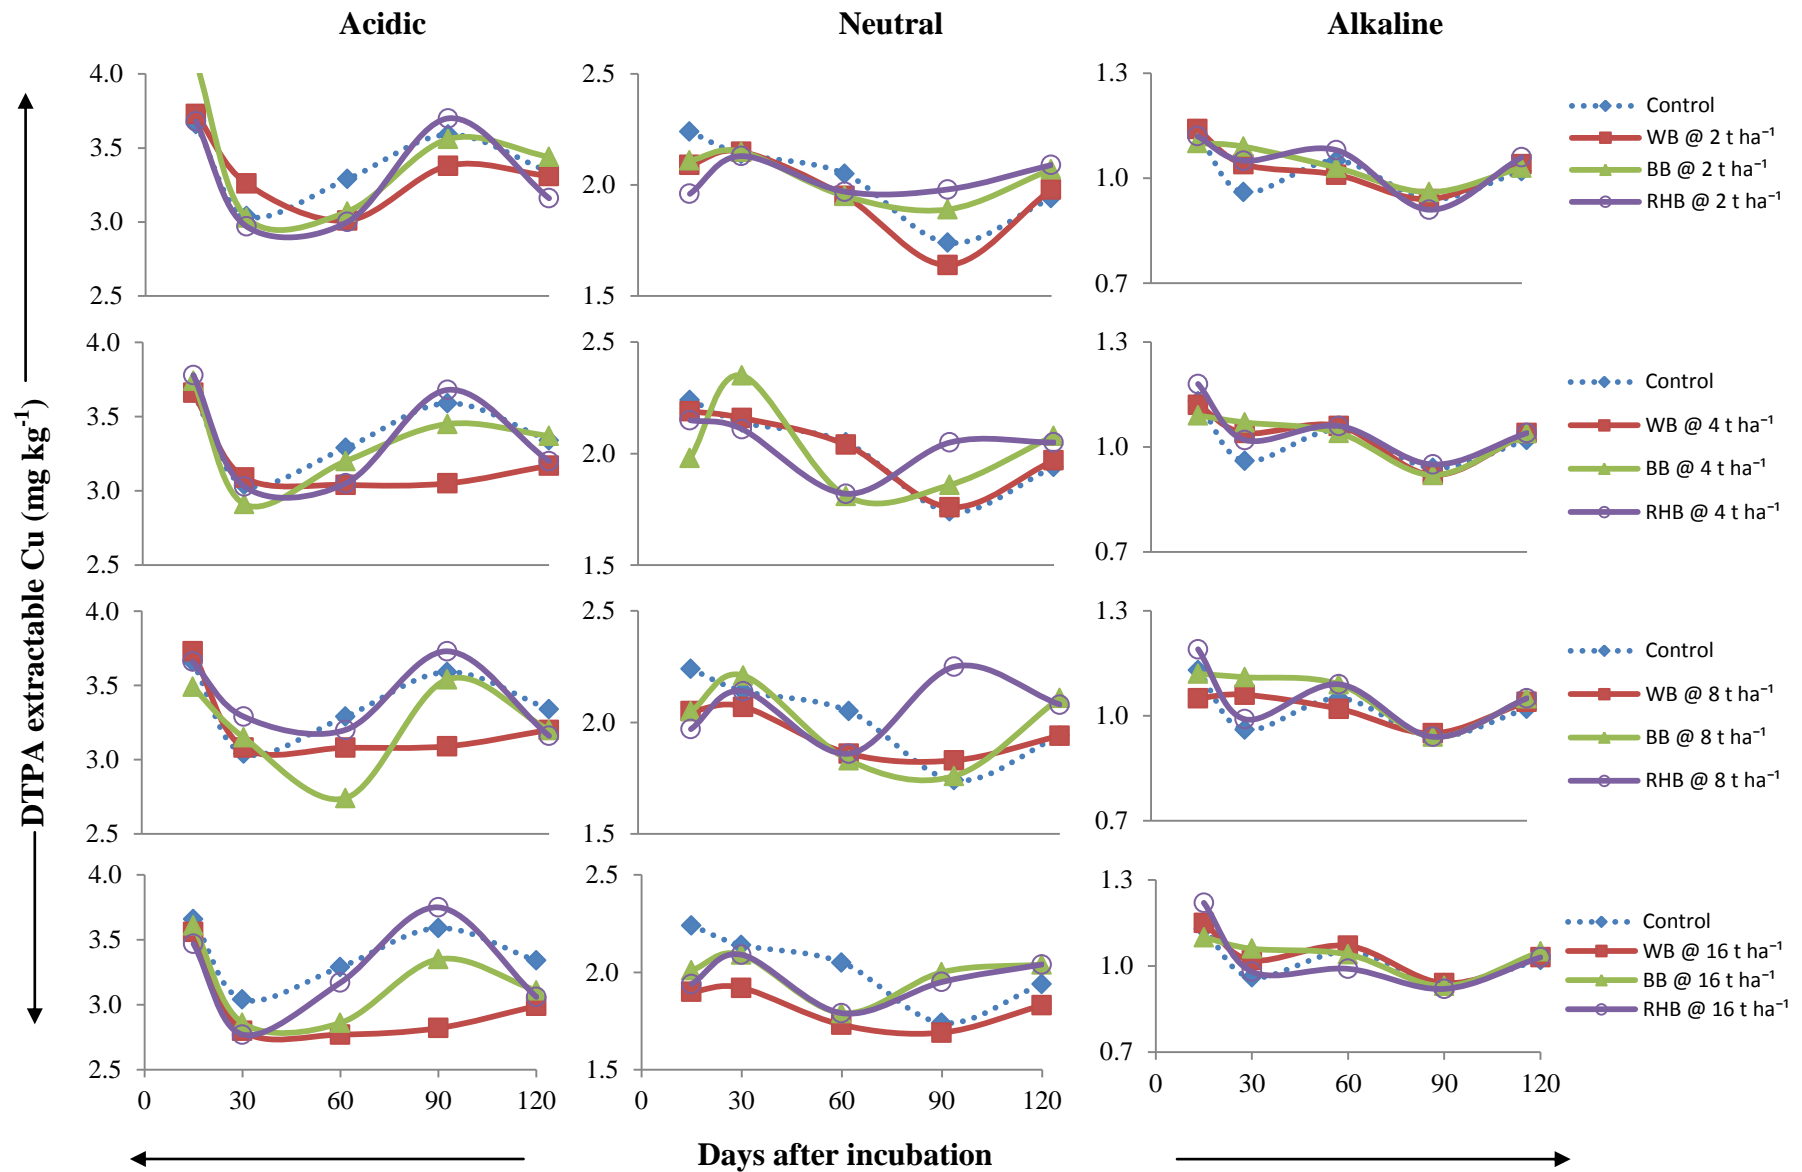 Acidic Neutral Alkaline
DTPA extractable Cu (mg kg⁻¹)
4.0
3.5
3.0
2.5
2.5
2.0
1.5
1.3
1.0
0.7
Control
WB @ 2 t ha⁻¹
BB @ 2 t ha⁻¹
RHB @ 2 t ha⁻¹
4.0
3.5
3.0
2.5
2.5
2.0
1.5
1.3
1.0
0.7
Control
WB @ 4 t ha⁻¹
BB @ 4 t ha⁻¹
RHB @ 4 t ha⁻¹
4.0
3.5
3.0
2.5
2.5
2.0
1.5
1.3
1.0
0.7
Control
WB @ 8 t ha⁻¹
BB @ 8 t ha⁻¹
RHB @ 8 t ha⁻¹
4.0
3.5
3.0
2.5
0 30 60 90 120
2.5
2.0
1.5
0 30 60 90 120
1.3
1.0
0.7
0 30 60 90 120
Control
WB @ 16 t ha⁻¹
BB @ 16 t ha⁻¹
RHB @ 16 t ha⁻¹
Days after incubation